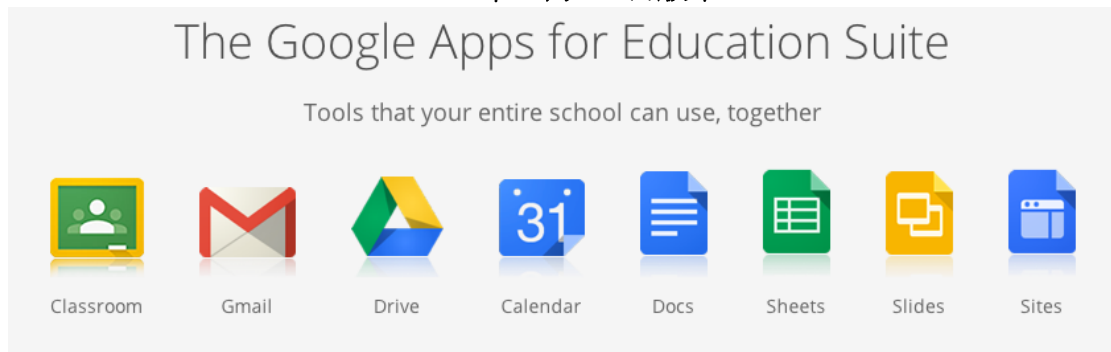 The Google Apps for Education Suite
Tools that your entire school can use, together
31
Classroom Gmail Drive Calendar Docs Sheets Slides Sites